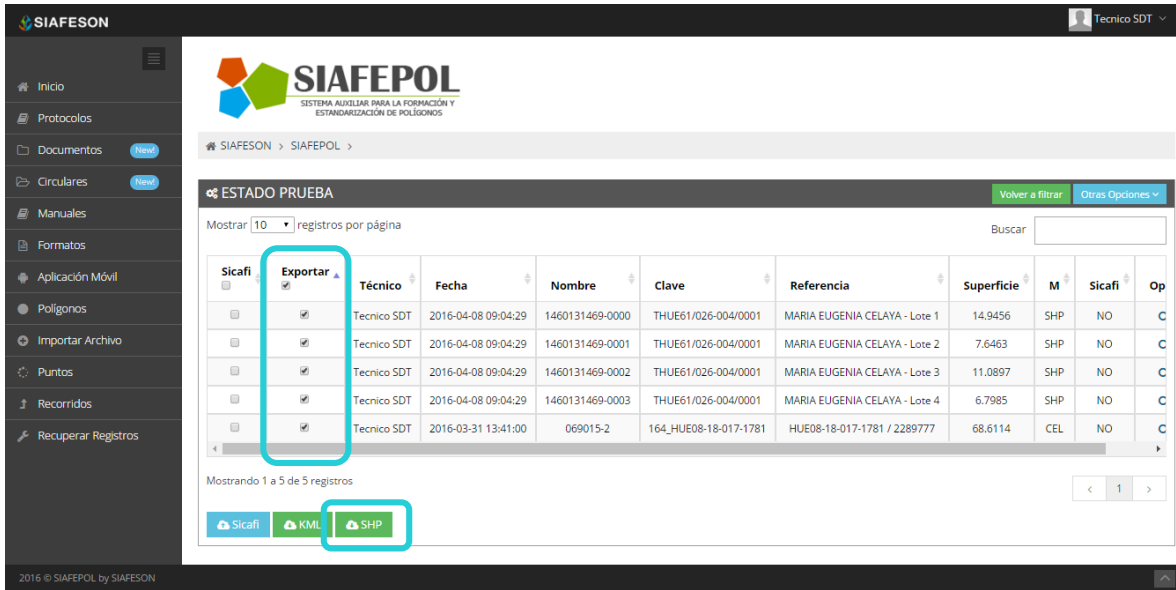 SIAFESON
Tecnico SDT
Inicio
Protocolos
Documentos New!
Circulares New!
Manuales
Formatos
Aplicación Móvil
Polígonos
Importar Archivo
Puntos
Recorridos
Recuperar Registros
SIAFEPOL
SISTEMA AUXILIAR PARA LA FORMACIÓN Y
ESTANDARIZACIÓN DE POLÍGONOS
SIAFESON > SIAFEPOL >
ESTADO PRUEBA Volver a filtrar Otras Opciones
Mostrar 10 registros por página Buscar
Sicafi Exportar Técnico Fecha Nombre Clave Referencia Superficie M Sicafi Op
Tecnico SDT 2016-04-08 09:04:29 1460131469-0000 THUE61/026-004/0001 MARIA EUGENIA CELAYA - Lote 1 14.9456 SHP NO
Tecnico SDT 2016-04-08 09:04:29 1460131469-0001 THUE61/026-004/0001 MARIA EUGENIA CELAYA - Lote 2 7.6463 SHP NO
Tecnico SDT 2016-04-08 09:04:29 1460131469-0002 THUE61/026-004/0001 MARIA EUGENIA CELAYA - Lote 3 11.0897 SHP NO
Tecnico SDT 2016-04-08 09:04:29 1460131469-0003 THUE61/026-004/0001 MARIA EUGENIA CELAYA - Lote 4 6.7985 SHP NO
Tecnico SDT 2016-03-31 13:41:00 069015-2 164_HUE08-18-017-1781 HUE08-18-017-1781 / 2289777 68.6114 CEL NO
Mostrando 1 a 5 de 5 registros
< 1 >
Sicafi KML SHP
2016 © SIAFEPOL by SIAFESON